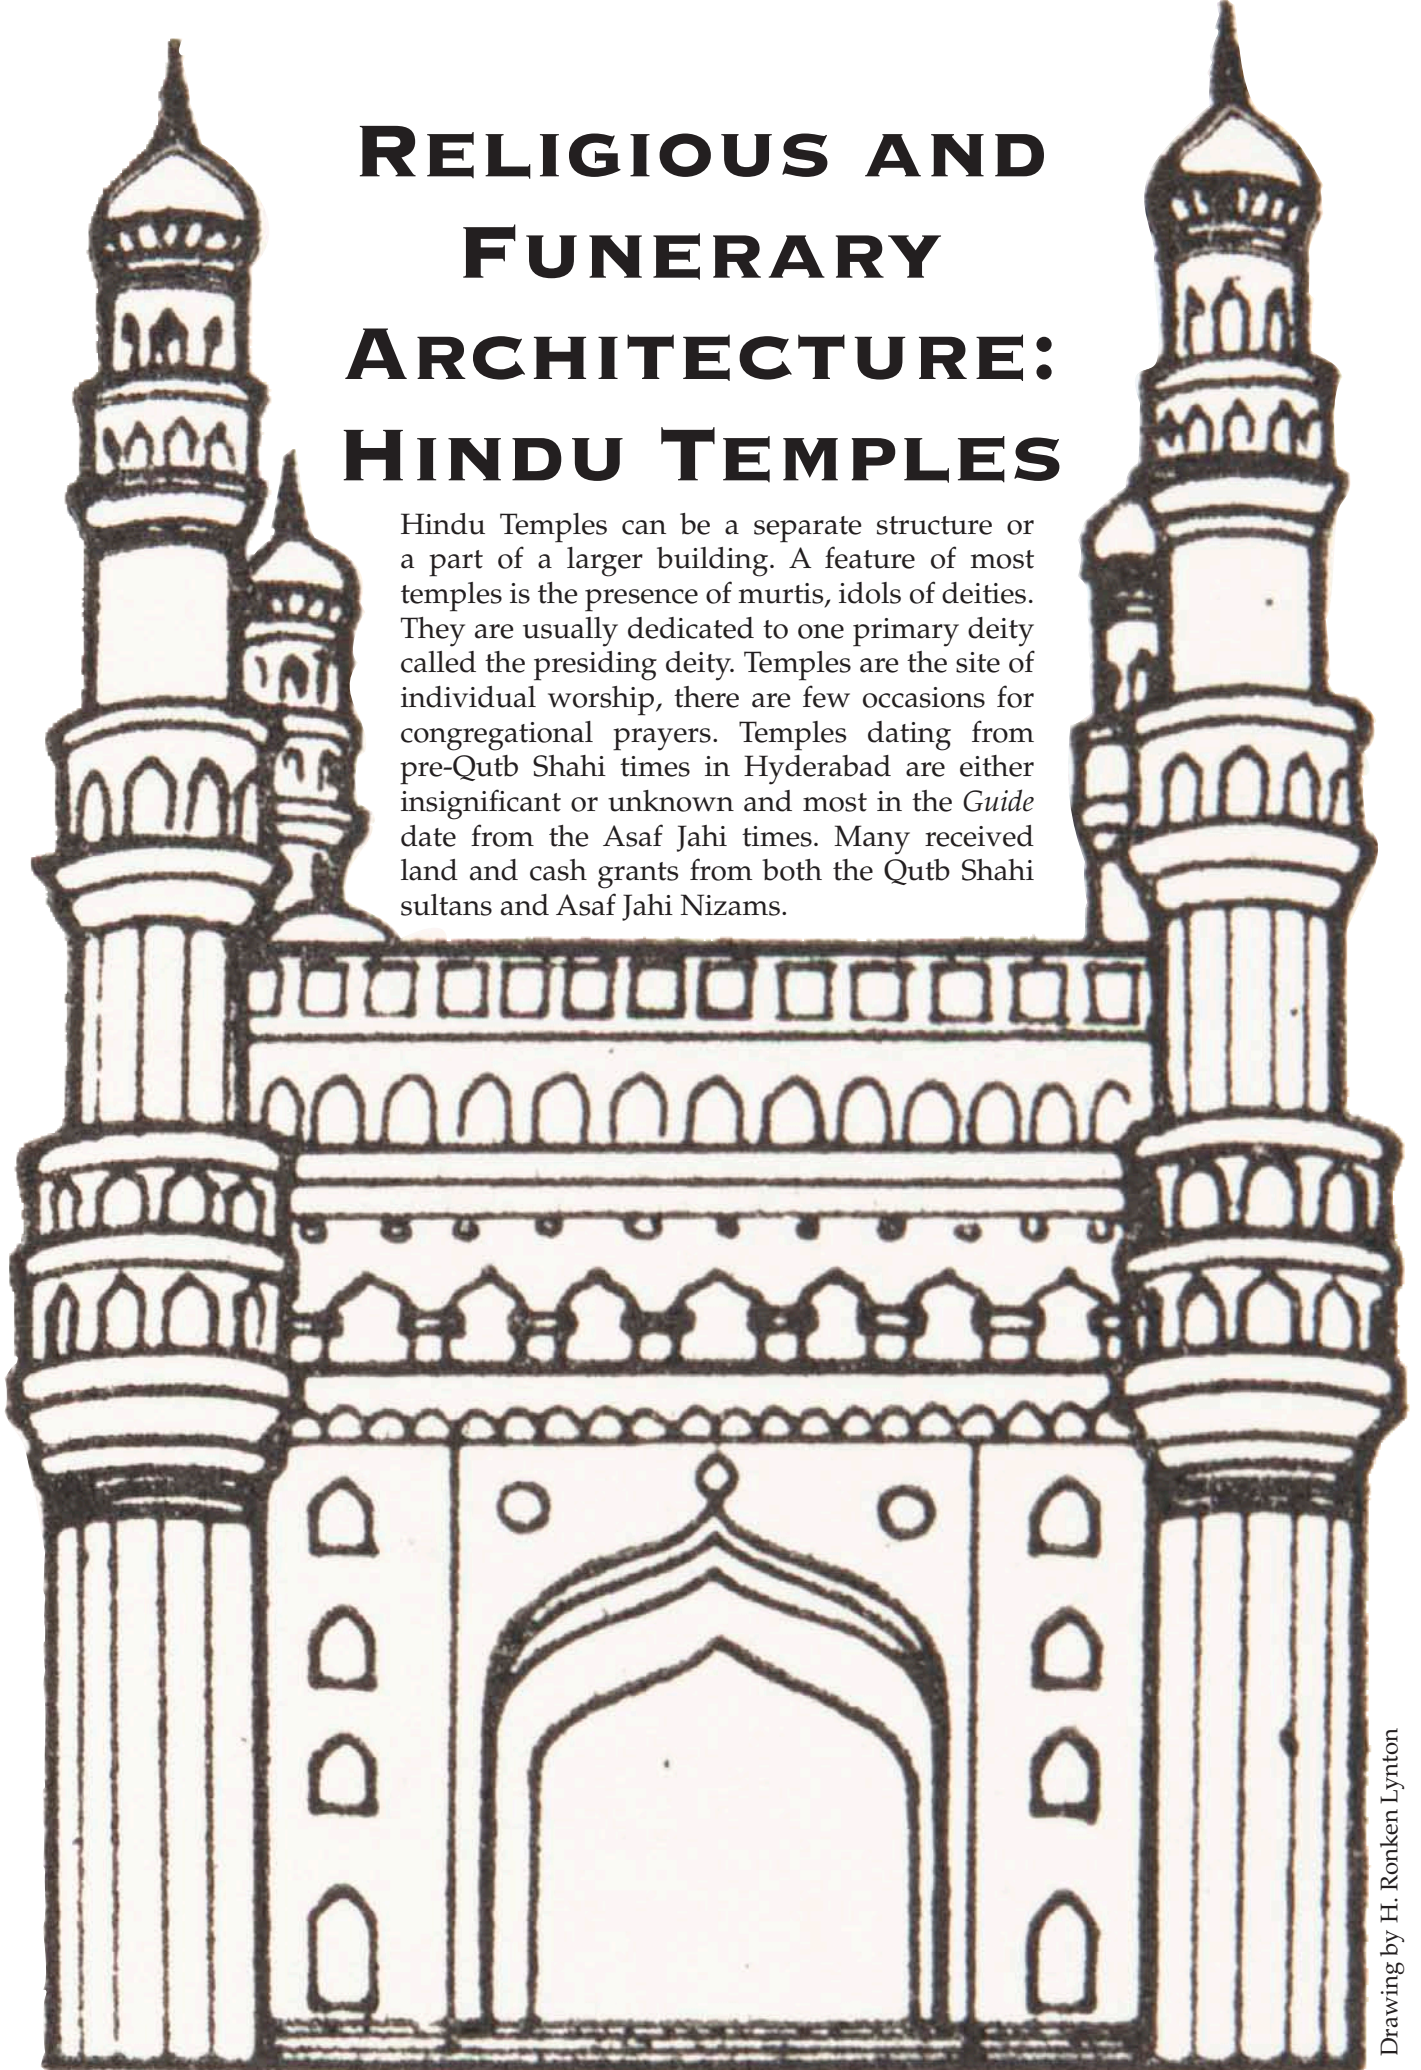 RELIGIOUS AND
FUNERARY
ARCHITECTURE:
HINDU TEMPLES
Hindu Temples can be a separate structure or
a part of a larger building. A feature of most
temples is the presence of murtis, idols of deities.
They are usually dedicated to one primary deity
called the presiding deity. Temples are the site of
individual worship, there are few occasions for
congregational prayers. Temples dating from
pre-Qutb Shahi times in Hyderabad are either
insignificant or unknown and most in the Guide
date from the Asaf Jahi times. Many received
land and cash grants from both the Qutb Shahi
sultans and Asaf Jahi Nizams.
Drawing by H. Ronken Lynton